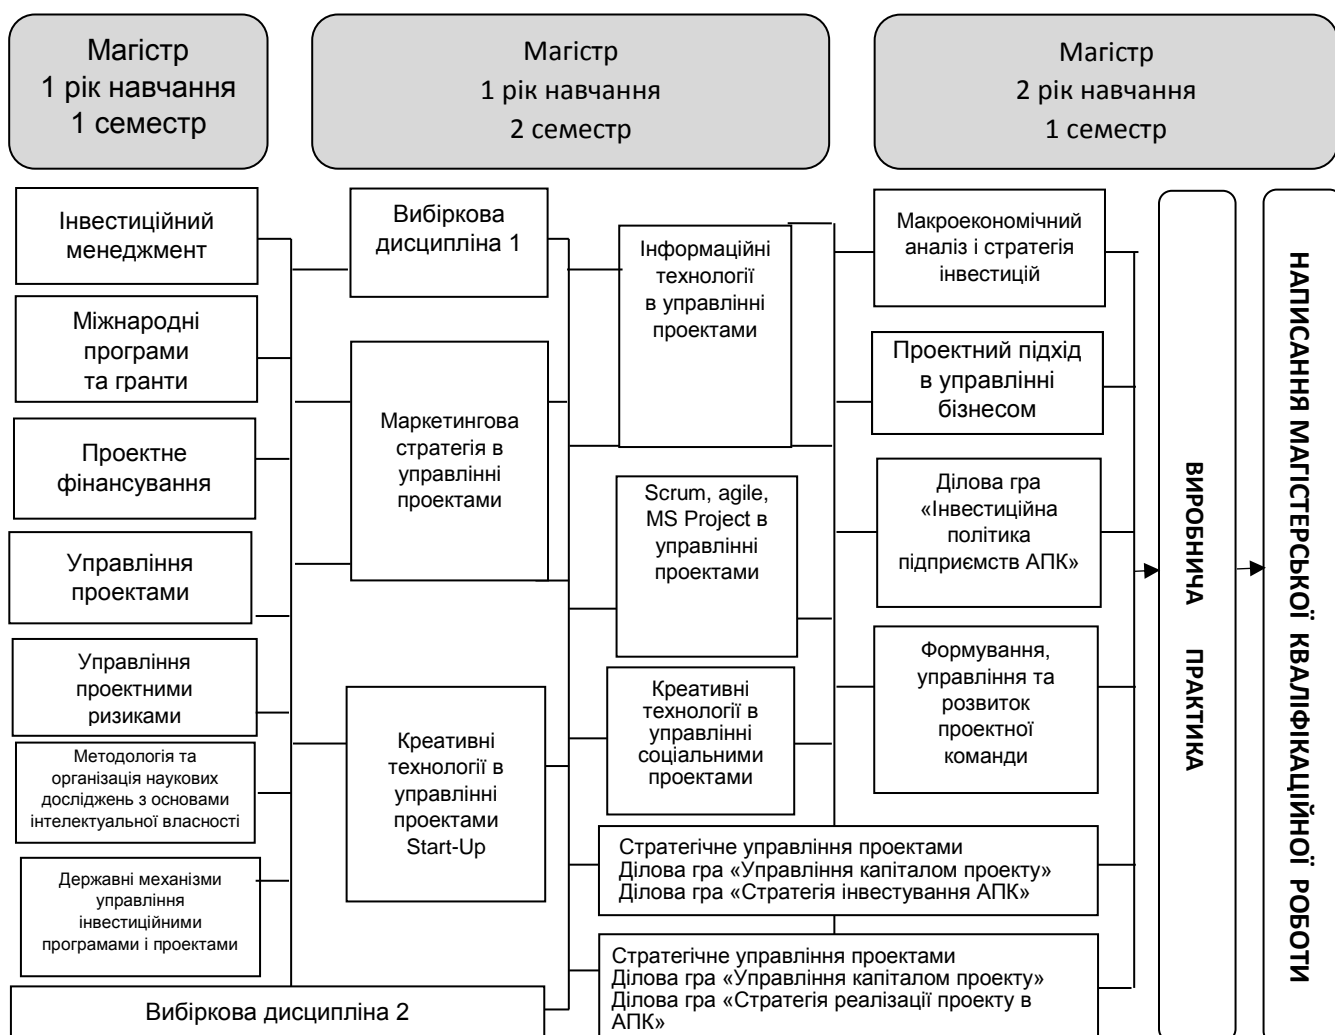 Магістр
1 рік навчання
1 семестр
Магістр
1 рік навчання
2 семестр
Магістр
2 рік навчання
1 семестр
Інвестиційний
менеджмент
Міжнародні
програми
та гранти
Проектне
фінансування
Управління
проектами
Управління
проектними
ризиками
Методологія та
організація наукових
досліджень з основами
інтелектуальної власності
Державні механізми
управління
інвестиційними
програмами і проектами
Вибіркова дисципліна 2
Вибіркова
дисципліна 1
Маркетингова
стратегія в
управлінні
проектами
Креативні
технології в
управлінні
проектами
Start-Up
Інформаційні
технології
в управлінні
проектами
Scrum, agile,
MS Project в
управлінні
проектами
Креативні
технології в
управлінні
соціальними
проектами
Стратегічне управління проектами
Ділова гра «Управління капіталом проекту»
Ділова гра «Стратегія інвестування АПК»
Стратегічне управління проектами
Ділова гра «Управління капіталом проекту»
Ділова гра «Стратегія реалізації проекту в
АПК»
Макроекономічний
аналіз і стратегія
інвестицій
Проектний підхід
в управлінні
бізнесом
Ділова гра
«Інвестиційна
політика
підприємств АПК»
Формування,
управління та
розвиток
проектної
команди
ВИРОБНИЧА ПРАКТИКА
НАПИСАННЯ МАГІСТЕРСЬКОЇ КВАЛІФІКАЦІЙНОЇ РОБОТИ